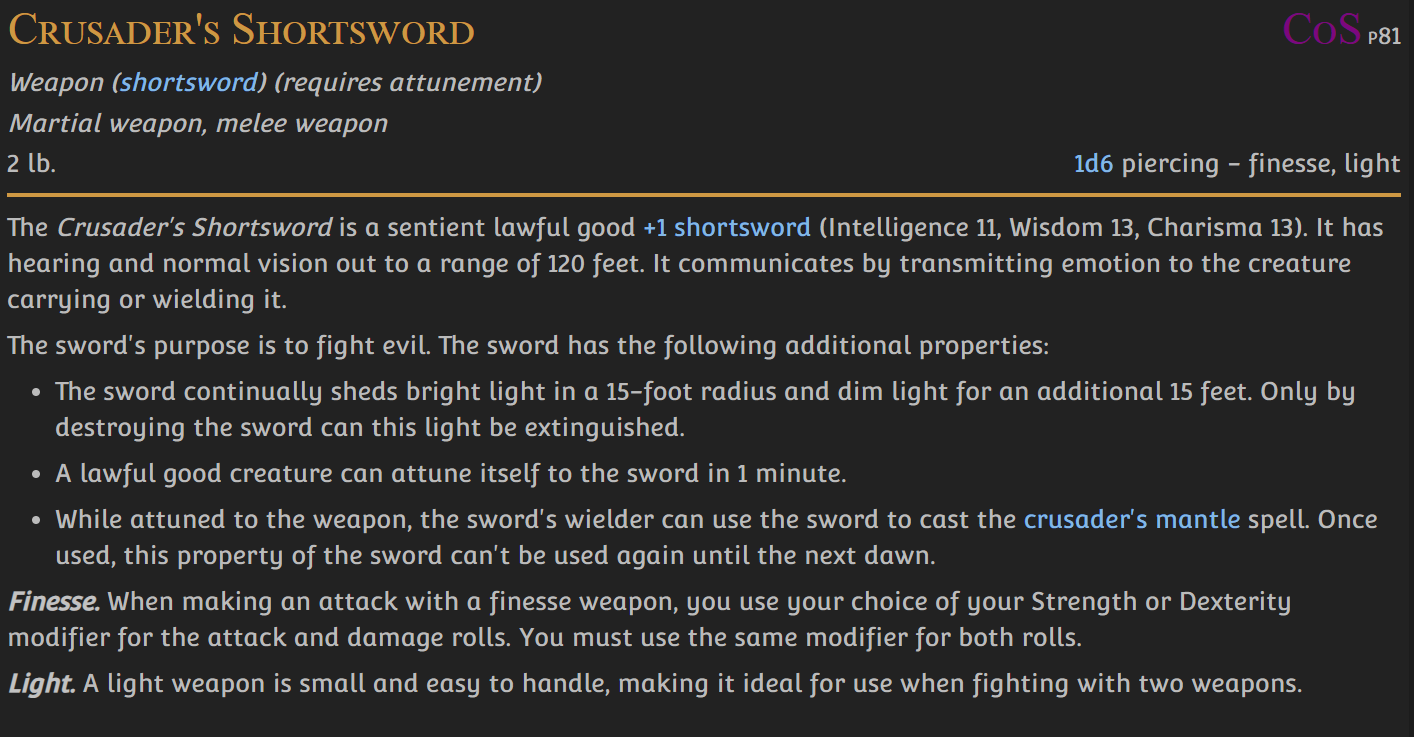 Crusader's Shortsword CoS p81
Weapon (shortsword) (requires attunement)
Martial weapon, melee weapon
2 lb. 1d6 piercing - finesse, light
The Crusader's Shortsword is a sentient lawful good +1 shortsword (Intelligence 11, Wisdom 13, Charisma 13). It has
hearing and normal vision out to a range of 120 feet. It communicates by transmitting emotion to the creature
carrying or wielding it.
The sword's purpose is to fight evil. The sword has the following additional properties:
• The sword continually sheds bright light in a 15-foot radius and dim light for an additional 15 feet. Only by
destroying the sword can this light be extinguished.
• A lawful good creature can attune itself to the sword in 1 minute.
• While attuned to the weapon, the sword's wielder can use the sword to cast the crusader's mantle spell. Once
used, this property of the sword can't be used again until the next dawn.
Finesse. When making an attack with a finesse weapon, you use your choice of your Strength or Dexterity
modifier for the attack and damage rolls. You must use the same modifier for both rolls.
Light. A light weapon is small and easy to handle, making it ideal for use when fighting with two weapons.